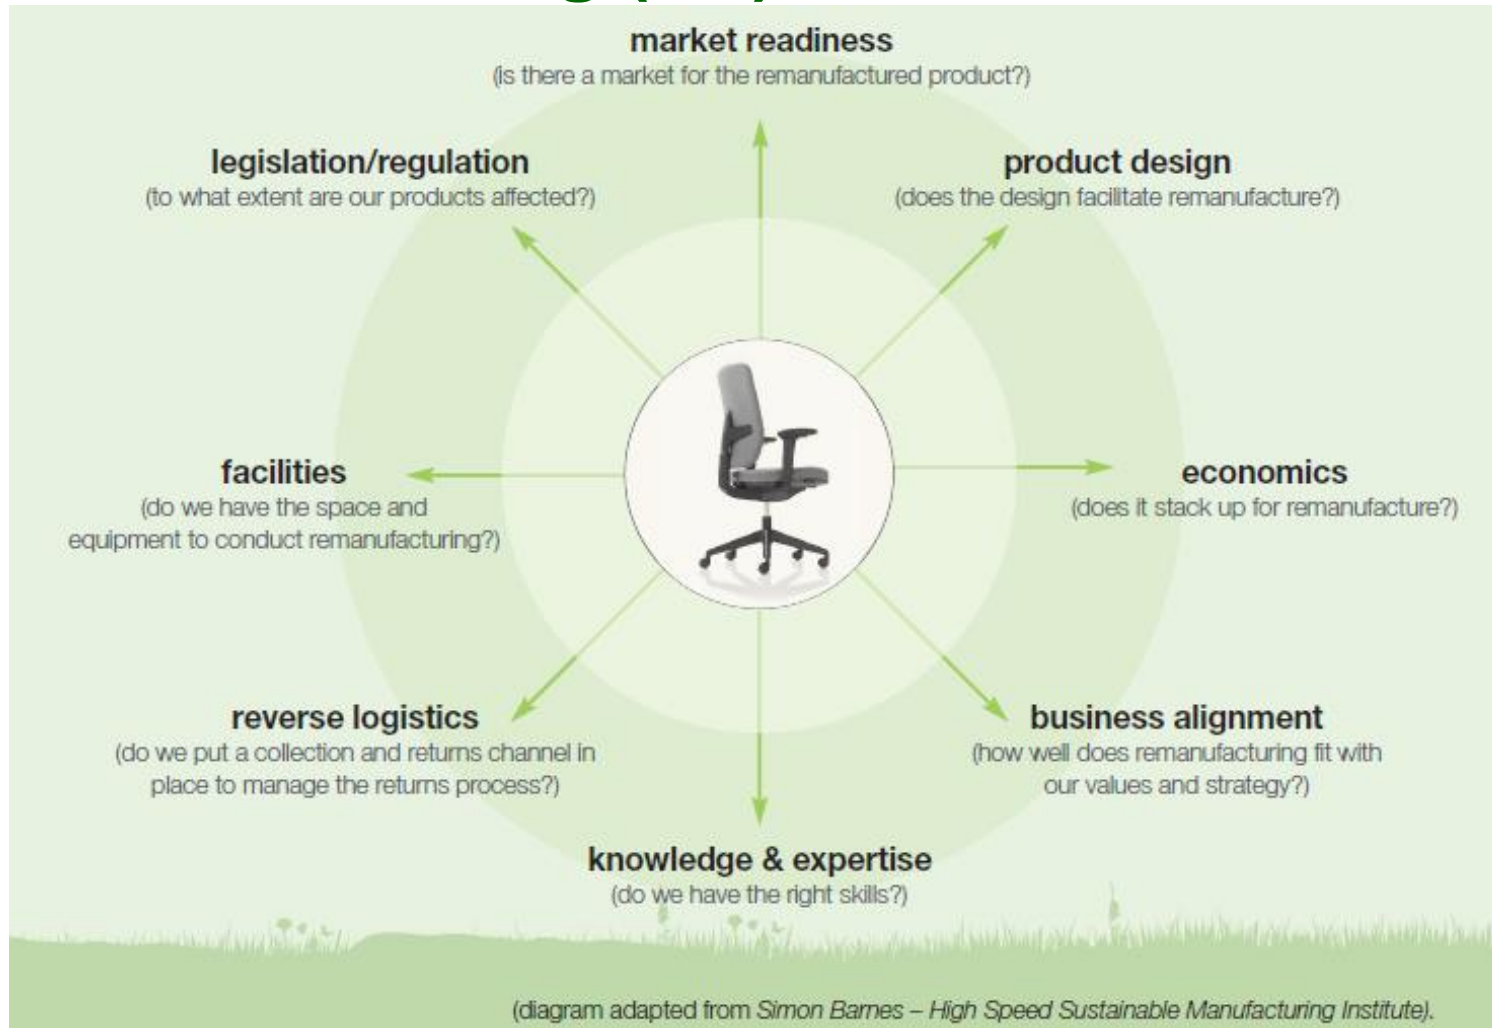 market readiness
(is there a market for the remanufactured product?)
legislation/regulation
(to what extent are our products affected?)
product design
(does the design facilitate remanufacture?)
facilities
(do we have the space and
equipment to conduct remanufacturing?)
economics
(does it stack up for remanufacture?)
reverse logistics
(do we put a collection and returns channel in
place to manage the returns process?)
business alignment
(how well does remanufacturing fit with
our values and strategy?)
knowledge & expertise
(do we have the right skills?)
(diagram adapted from Simon Barnes – High Speed Sustainable Manufacturing Institute).